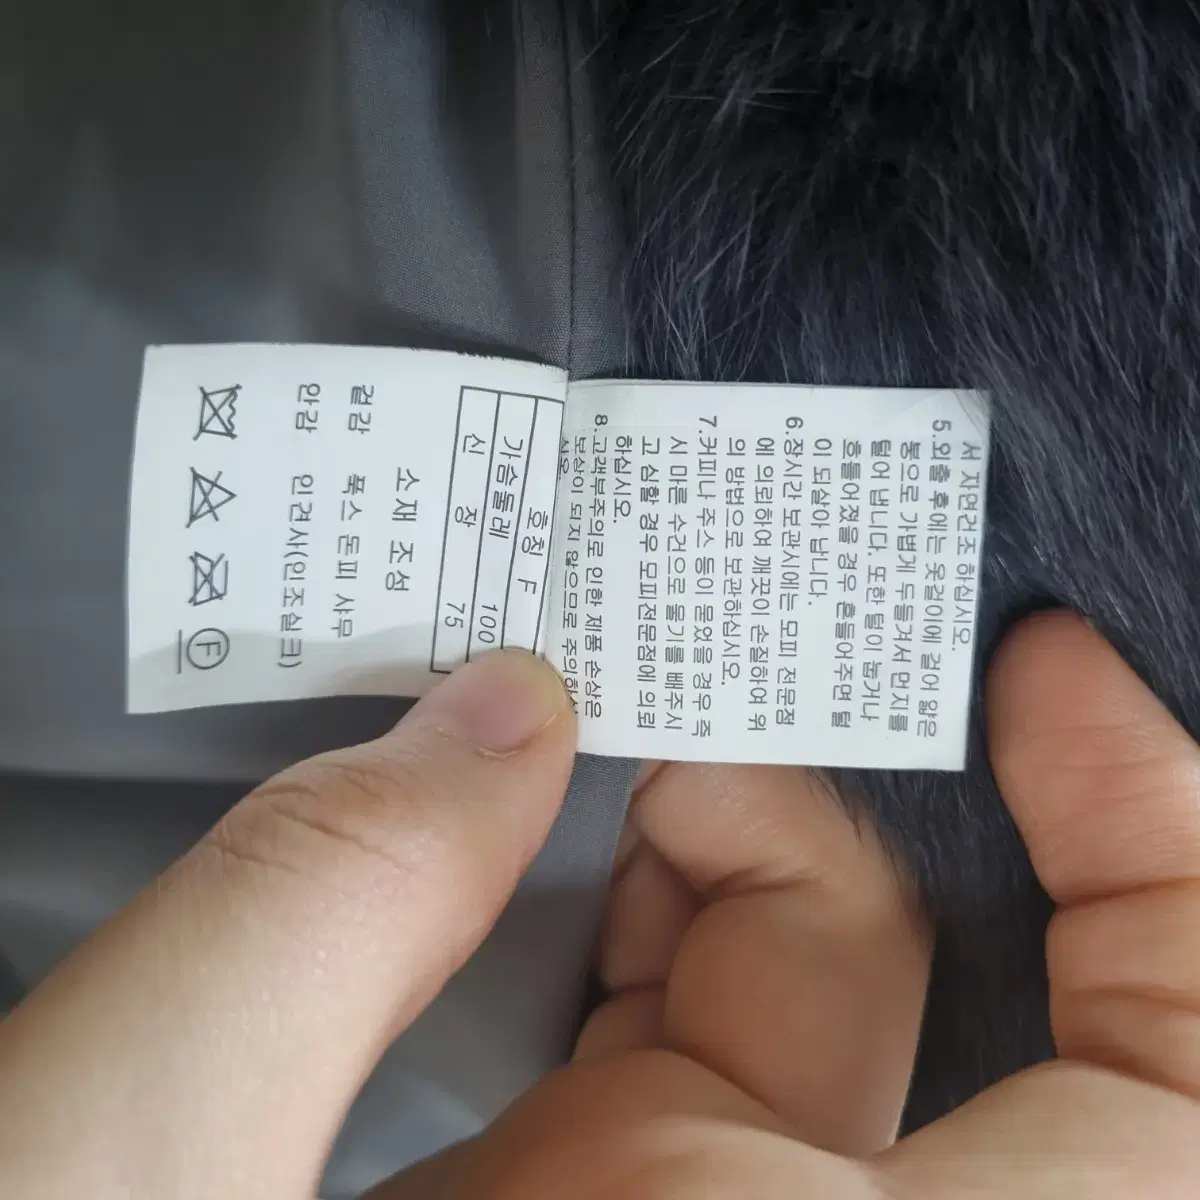 서 자연건조 하십시오.
5.외출 후에는 옷걸이에 걸어 얇은
봉으로 가볍게 두들겨서 먼지를
털어 냅니다. 또한 털이 눕거나
흐틀어졌을 경우 흔들어주면 털
이 되살아 납니다.
6.장시간 보관시에는 모피 전문점
에 의뢰하여 깨끗이 손질하여 위
의 방법으로 보관하십시오.
7.커피나 주스 등이 묻었을 경우 즉
시 마른 수건으로 물기를 빼주시
고 심할 경우 모피전문점에 의뢰
하십시오.
8.고객부주의로 인한 제품 손상은
보상이 되지 않으므로 주의하십
시오.
호칭 F
가슴둘레 100
신 장 75
소재 조성
겉감 폭스 돈피 사무
안감 인견사(인조실크)
F